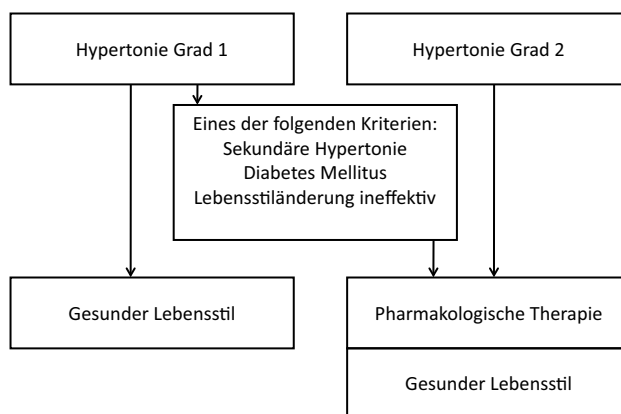 Hypertonie Grad 1
Hypertonie Grad 2
Eines der folgenden Kriterien:
Sekundäre Hypertonie
Diabetes Mellitus
Lebensstiländerung ineffektiv
Gesunder Lebensstil
Pharmakologische Therapie
Gesunder Lebensstil